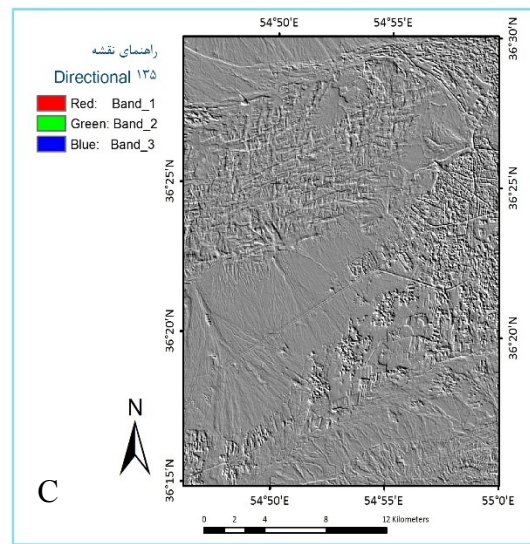 راهنمای نقشه
Directional ۱۳۵
Red: Band_1
Green: Band_2
Blue: Band_3
54°50'E 54°55'E
36°30'N
36°25'N 36°25'N
36°20'N 36°20'N
36°15'N
54°50'E 54°55'E 55°0'E
N
C
0 2 4 8 12 Kilometers